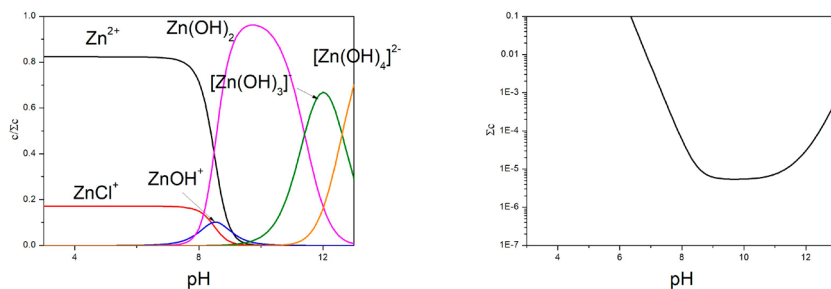 1.0
0.8
0.6
0.4
0.2
0.0
c/Σc
Zn²⁺
Zn(OH)₂
[Zn(OH)₄]²⁻
[Zn(OH)₃]⁻
ZnCl⁺
ZnOH⁺
4 6 8 10 12
pH
0.1
0.01
1E-3
1E-4
1E-5
1E-6
1E-7
Σc
4 6 8 10 12
pH